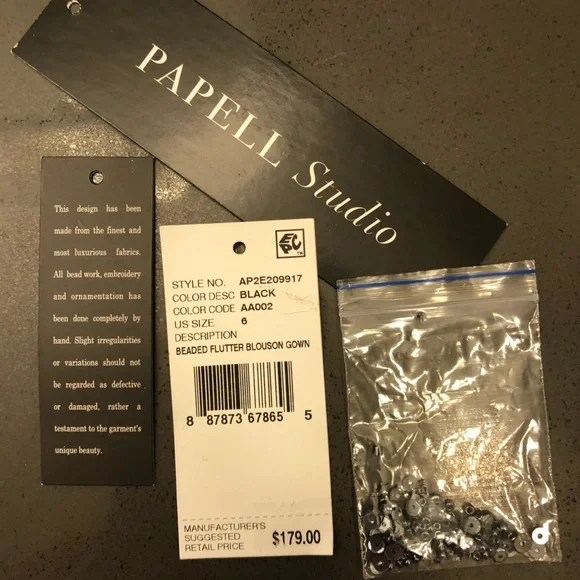 PAPELL Studio
This design has been
made from the finest and
most luxurious fabrics.
All bead work, embroidery
and ornamentation has
been done completely by
hand. Slight irregularities
or variations should not
be regarded as defective
or damaged, rather a
testament to the garment's
unique beauty.
EPC™
STYLE NO. AP2E209917
COLOR DESC BLACK
COLOR CODE AA002
US SIZE 6
DESCRIPTION
BEADED FLUTTER BLOUSON GOWN
8 87873 67865 5
MANUFACTURER'S
SUGGESTED
RETAIL PRICE $179.00